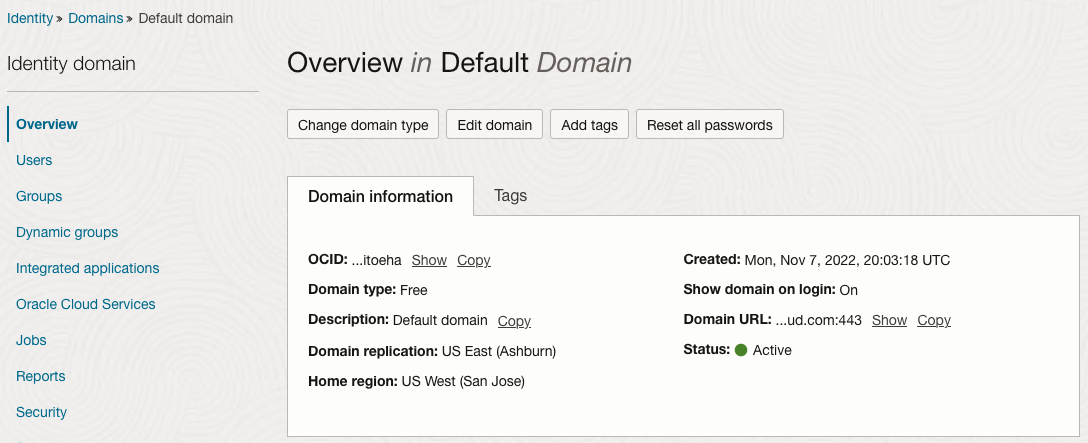 Identity » Domains » Default domain
Identity domain
Overview
Users
Groups
Dynamic groups
Integrated applications
Oracle Cloud Services
Jobs
Reports
Security
Overview in Default Domain
Change domain type Edit domain Add tags Reset all passwords
Domain information Tags
OCID: ...itoeha Show Copy
Domain type: Free
Description: Default domain Copy
Domain replication: US East (Ashburn)
Home region: US West (San Jose)
Created: Mon, Nov 7, 2022, 20:03:18 UTC
Show domain on login: On
Domain URL: ...ud.com:443 Show Copy
Status: Active